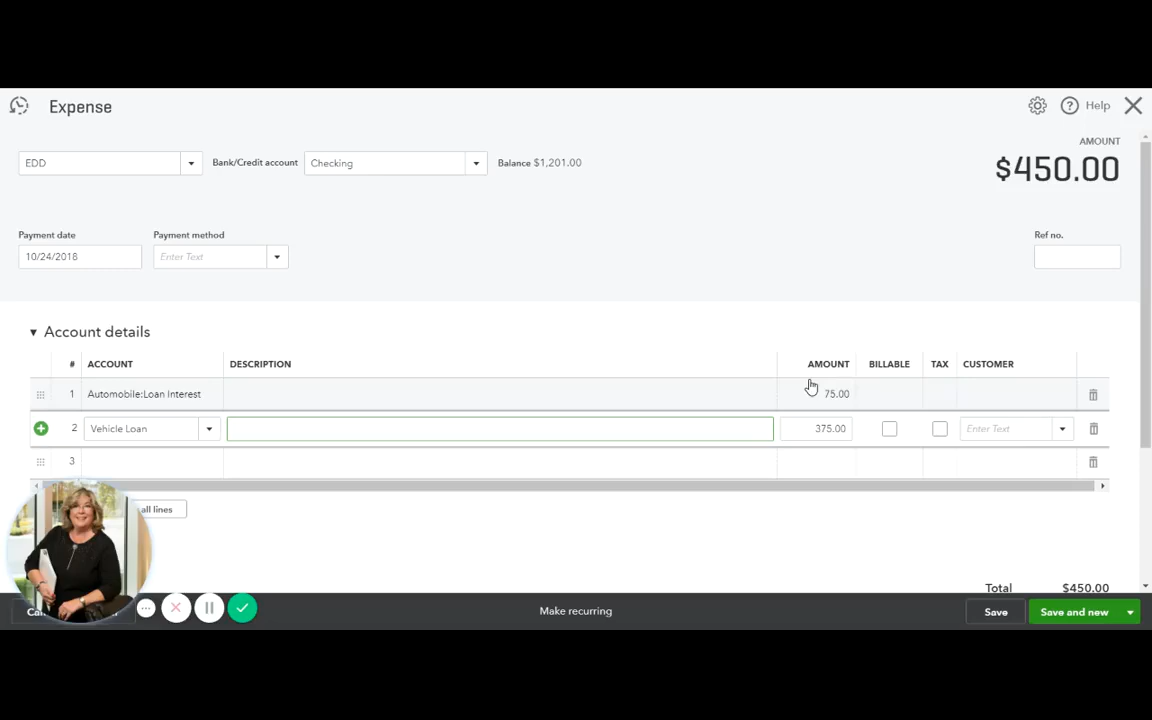 Expense
Help
AMOUNT
$450.00
EDD
Bank/Credit account
Checking
Balance $1,201.00
Payment date
Payment method
Ref no.
10/24/2018
Enter Text
Account details
# ACCOUNT DESCRIPTION AMOUNT BILLABLE TAX CUSTOMER
1 Automobile:Loan Interest 75.00
2 Vehicle Loan 375.00 Enter Text
3
all lines
Total $450.00
Make recurring
Save
Save and new